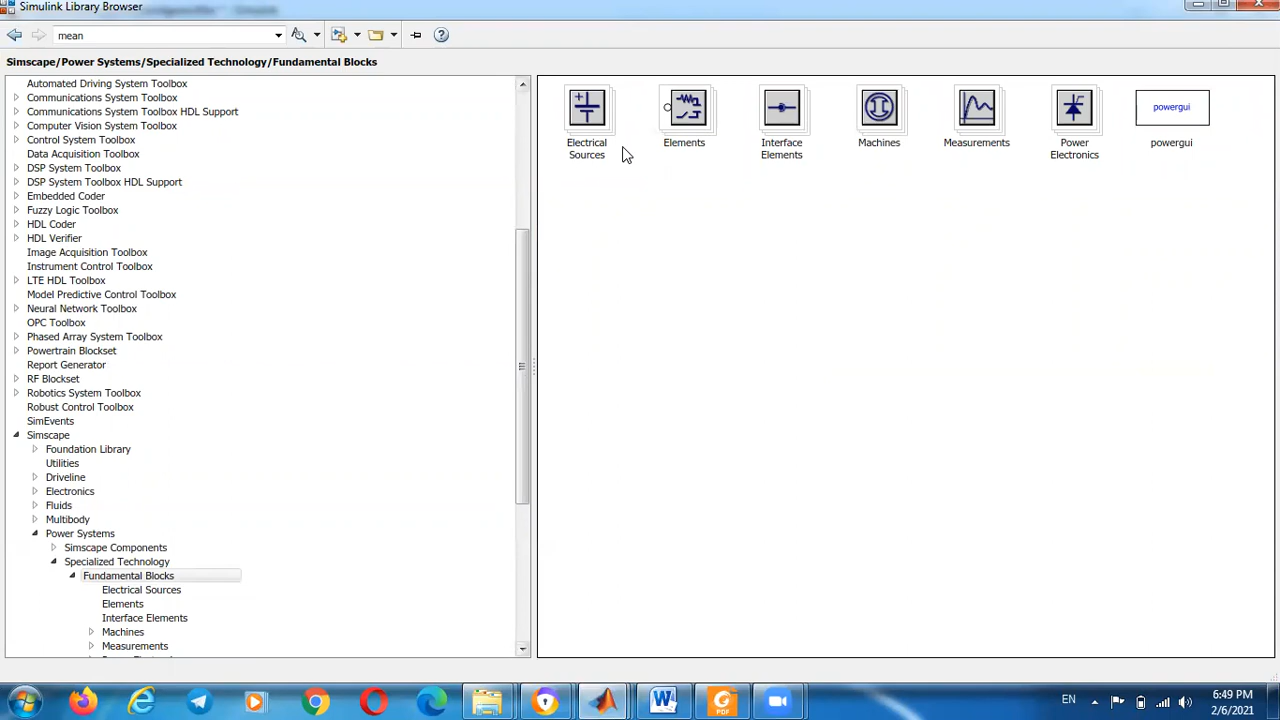 Simulink Library Browser
mean
Simscape/Power Systems/Specialized Technology/Fundamental Blocks
Automated Driving System Toolbox
Communications System Toolbox
Communications System Toolbox HDL Support
Computer Vision System Toolbox
Control System Toolbox
Data Acquisition Toolbox
DSP System Toolbox
DSP System Toolbox HDL Support
Embedded Coder
Fuzzy Logic Toolbox
HDL Coder
HDL Verifier
Image Acquisition Toolbox
Instrument Control Toolbox
LTE HDL Toolbox
Model Predictive Control Toolbox
Neural Network Toolbox
OPC Toolbox
Phased Array System Toolbox
Powertrain Blockset
Report Generator
RF Blockset
Robotics System Toolbox
Robust Control Toolbox
SimEvents
Simscape
Foundation Library
Utilities
Driveline
Electronics
Fluids
Multibody
Power Systems
Simscape Components
Specialized Technology
Fundamental Blocks
Electrical Sources
Elements
Interface Elements
Machines
Measurements
Electrical
Sources
Elements
Interface
Elements
Machines
Measurements
Power
Electronics
powergui
powergui
PDF
EN
6:49 PM
2/6/2021